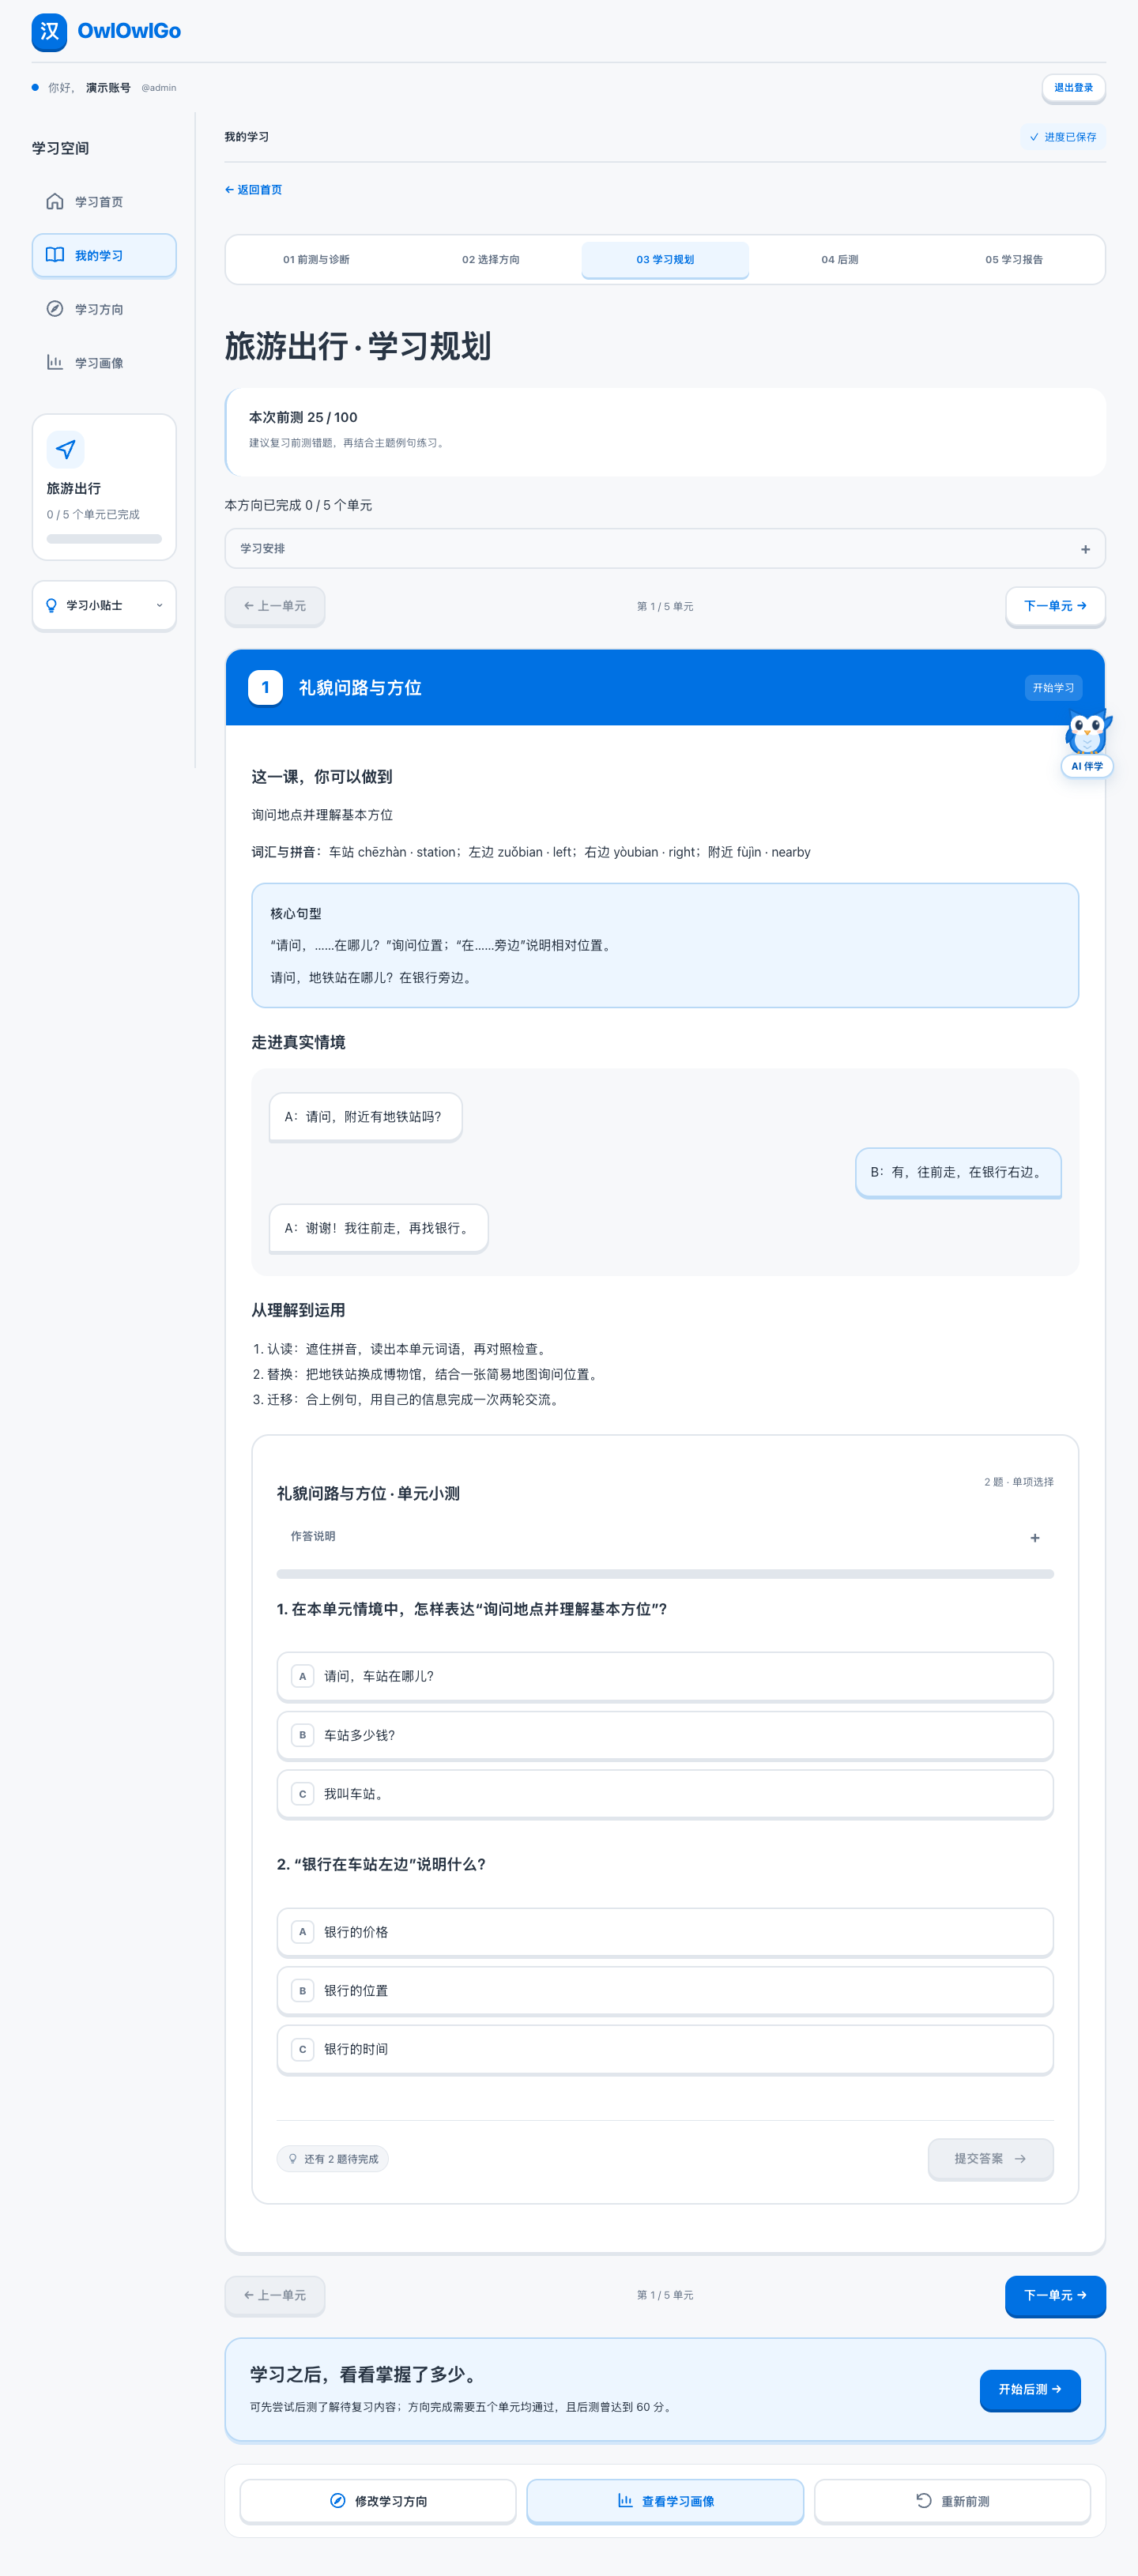 汉 OwlOwlGo
你好， 演示账号 @admin
退出登录
学习空间
学习首页
我的学习
学习方向
学习画像
旅游出行
0 / 5 个单元已完成
学习小贴士
我的学习
✓ 进度已保存
← 返回首页
01 前测与诊断
02 选择方向
03 学习规划
04 后测
05 学习报告
旅游出行 · 学习规划
本次前测 25 / 100
建议复习前测错题，再结合主题例句练习。
本方向已完成 0 / 5 个单元
学习安排 +
← 上一单元
第 1 / 5 单元
下一单元 →
1 礼貌问路与方位
开始学习
AI 伴学
这一课，你可以做到
询问地点并理解基本方位
词汇与拼音：车站 chēzhàn · station；左边 zuǒbian · left；右边 yòubian · right；附近 fùjìn · nearby
核心句型
“请问，……在哪儿？”询问位置；“在……旁边”说明相对位置。
请问，地铁站在哪儿？在银行旁边。
走进真实情境
A：请问，附近有地铁站吗？
B：有，往前走，在银行右边。
A：谢谢！我往前走，再找银行。
从理解到运用
1. 认读：遮住拼音，读出本单元词语，再对照检查。
2. 替换：把地铁站换成博物馆，结合一张简易地图询问位置。
3. 迁移：合上例句，用自己的信息完成一次两轮交流。
礼貌问路与方位 · 单元小测
2 题 · 单项选择
作答说明 +
1. 在本单元情境中，怎样表达“询问地点并理解基本方位”？
A 请问，车站在哪儿？
B 车站多少钱？
C 我叫车站。
2. “银行在车站左边”说明什么？
A 银行的价格
B 银行的位置
C 银行的时间
还有 2 题待完成
提交答案 →
← 上一单元
第 1 / 5 单元
下一单元 →
学习之后，看看掌握了多少。
可先尝试后测了解待复习内容；方向完成需要五个单元均通过，且后测曾达到 60 分。
开始后测 →
修改学习方向
查看学习画像
重新前测